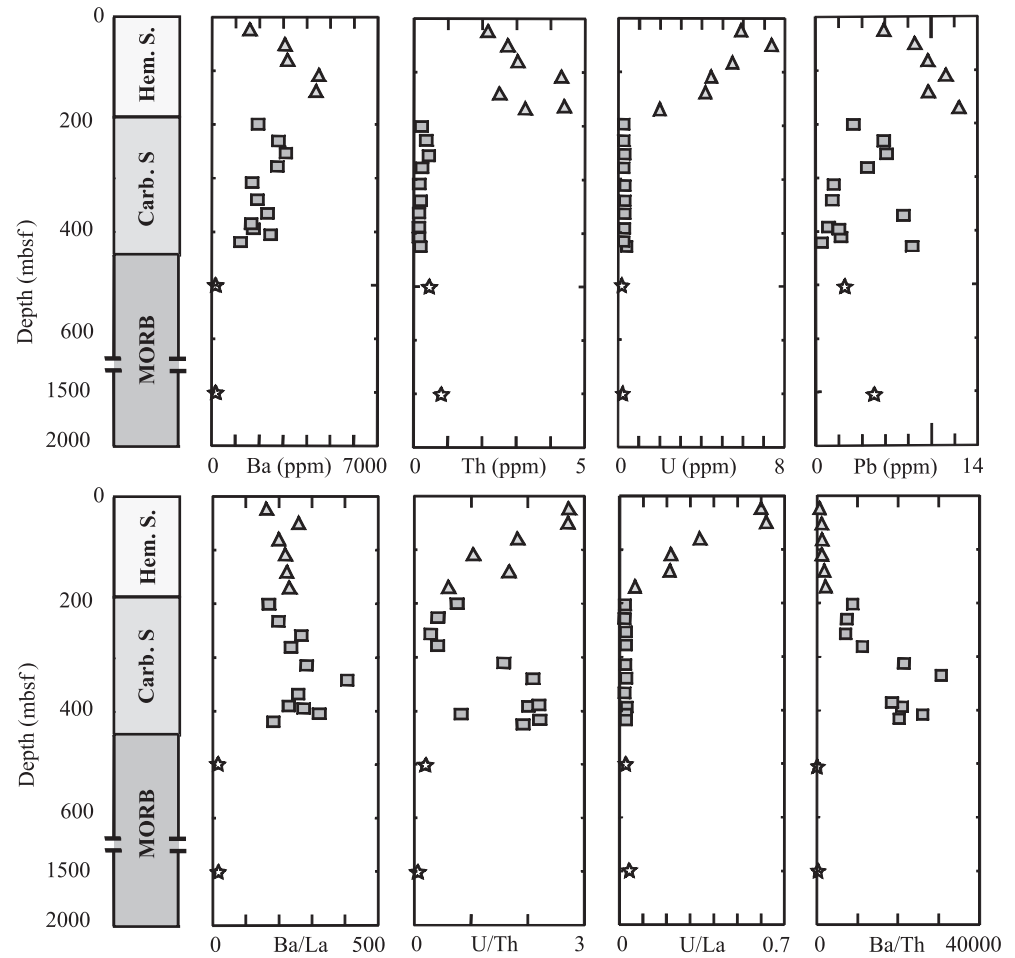 0
200
400
600
1500
2000
Depth (mbsf)
Hem. S.
Carb. S
MORB
0 Ba (ppm) 7000
0 Th (ppm) 5
0 U (ppm) 8
0 Pb (ppm) 14
0
200
400
600
1500
2000
Depth (mbsf)
Hem. S.
Carb. S
MORB
0 Ba/La 500
0 U/Th 3
0 U/La 0.7
0 Ba/Th 40000